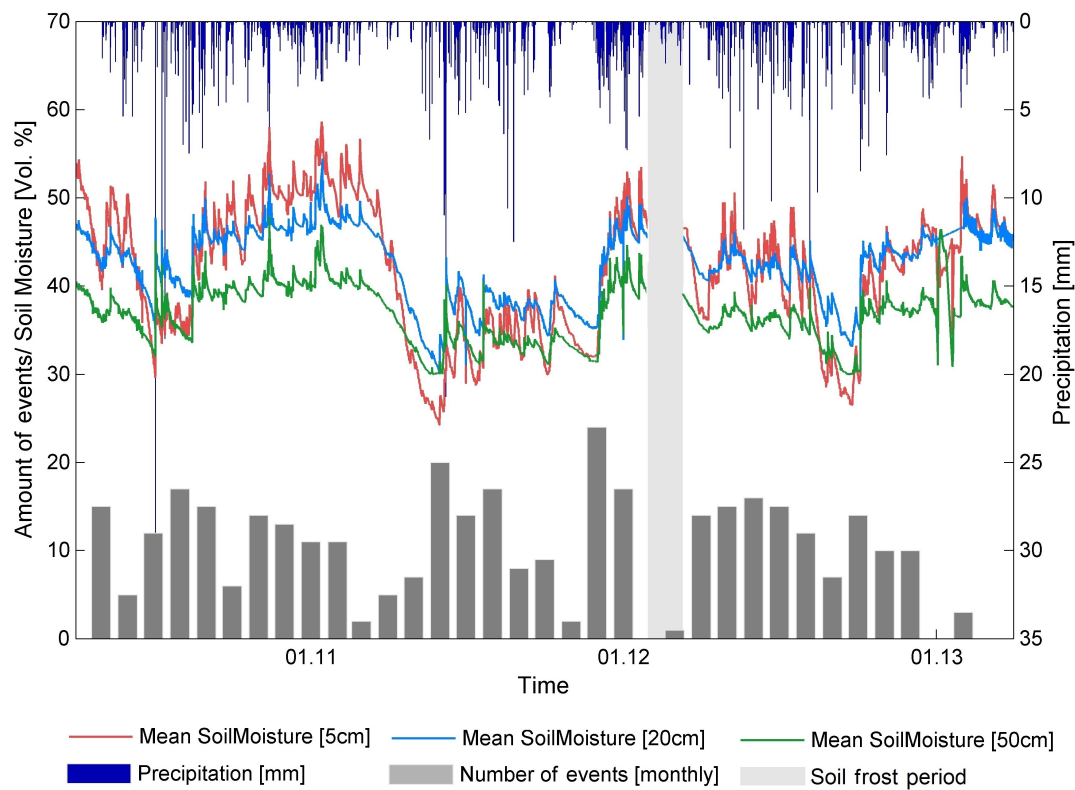 70
60
50
40
30
20
10
0
Amount of events/ Soil Moisture [Vol. %]
0
5
10
15
20
25
30
35
Precipitation [mm]
01.11 01.12 01.13
Time
Mean SoilMoisture [5cm] Mean SoilMoisture [20cm] Mean SoilMoisture [50cm]
Precipitation [mm] Number of events [monthly] Soil frost period